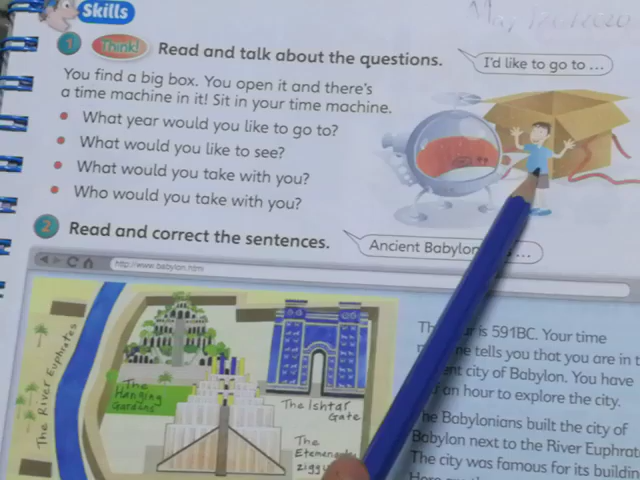 Skills
1 Think! Read and talk about the questions.
I'd like to go to ...
You find a big box. You open it and there's
a time machine in it! Sit in your time machine.
What year would you like to go to?
What would you like to see?
What would you take with you?
Who would you take with you?
2 Read and correct the sentences.
Ancient Babylon ...
http://www.babylon.htm
The River Euphrates
The
Hanging
Gardens
The Ishtar
Gate
The
is 591BC. Your time
tells you that you are in t
city of Babylon. You have
an hour to explore the city.
Babylonians built the city of
Babylon next to the River Euphrat
The city was famous for its buildin